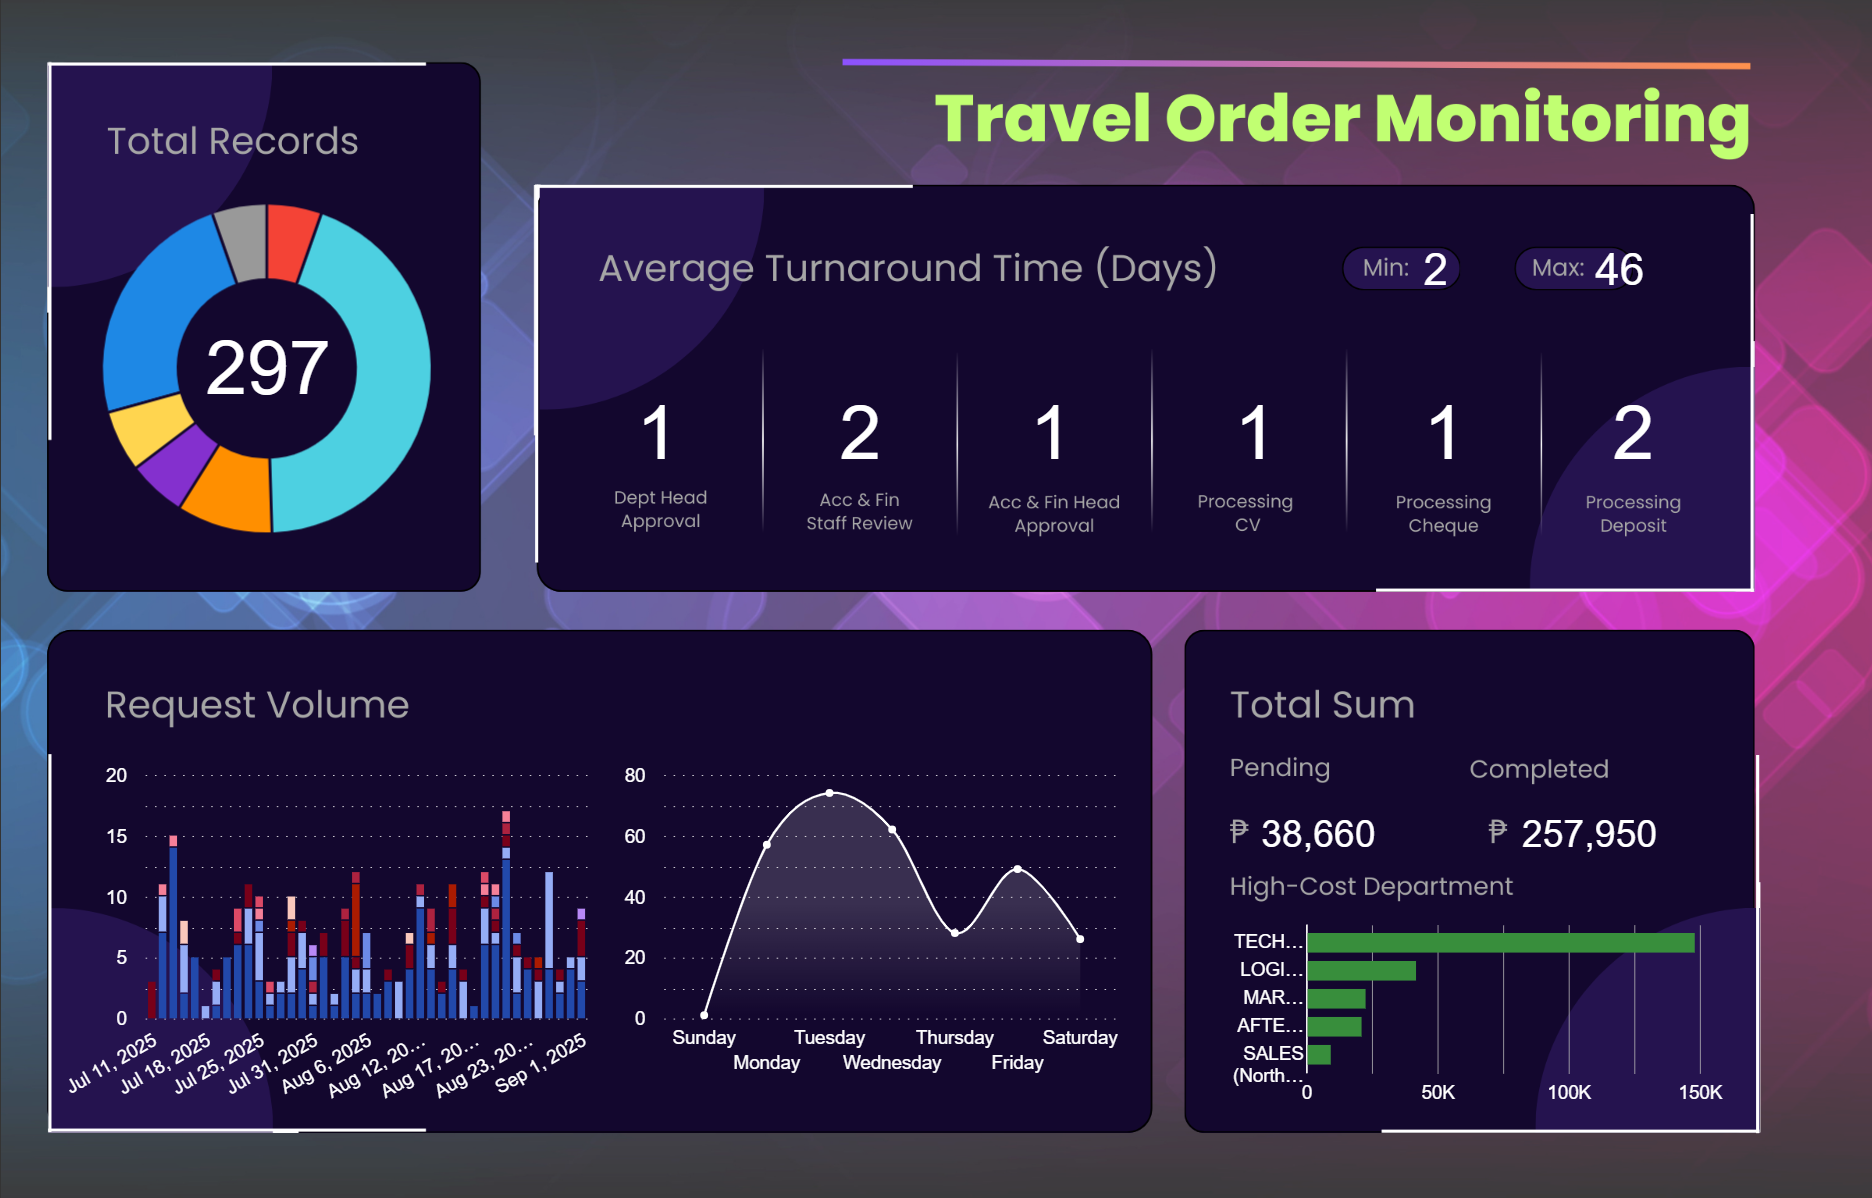 Travel Order Monitoring
Total Records
297
Average Turnaround Time (Days)
Min: 2
Max: 46
1
Dept Head
Approval
2
Acc & Fin
Staff Review
1
Acc & Fin Head
Approval
1
Processing
CV
1
Processing
Cheque
2
Processing
Deposit
Request Volume
20
15
10
5
0
Jul 11, 2025
Jul 18, 2025
Jul 25, 2025
Jul 31, 2025
Aug 6, 2025
Aug 12, 20...
Aug 17, 20...
Aug 23, 20...
Sep 1, 2025
80
60
40
20
0
Sunday
Monday
Tuesday
Wednesday
Thursday
Friday
Saturday
Total Sum
Pending
₱ 38,660
Completed
₱ 257,950
High-Cost Department
TECH...
LOGI...
MAR...
AFTE...
SALES
(North...
0
50K
100K
150K